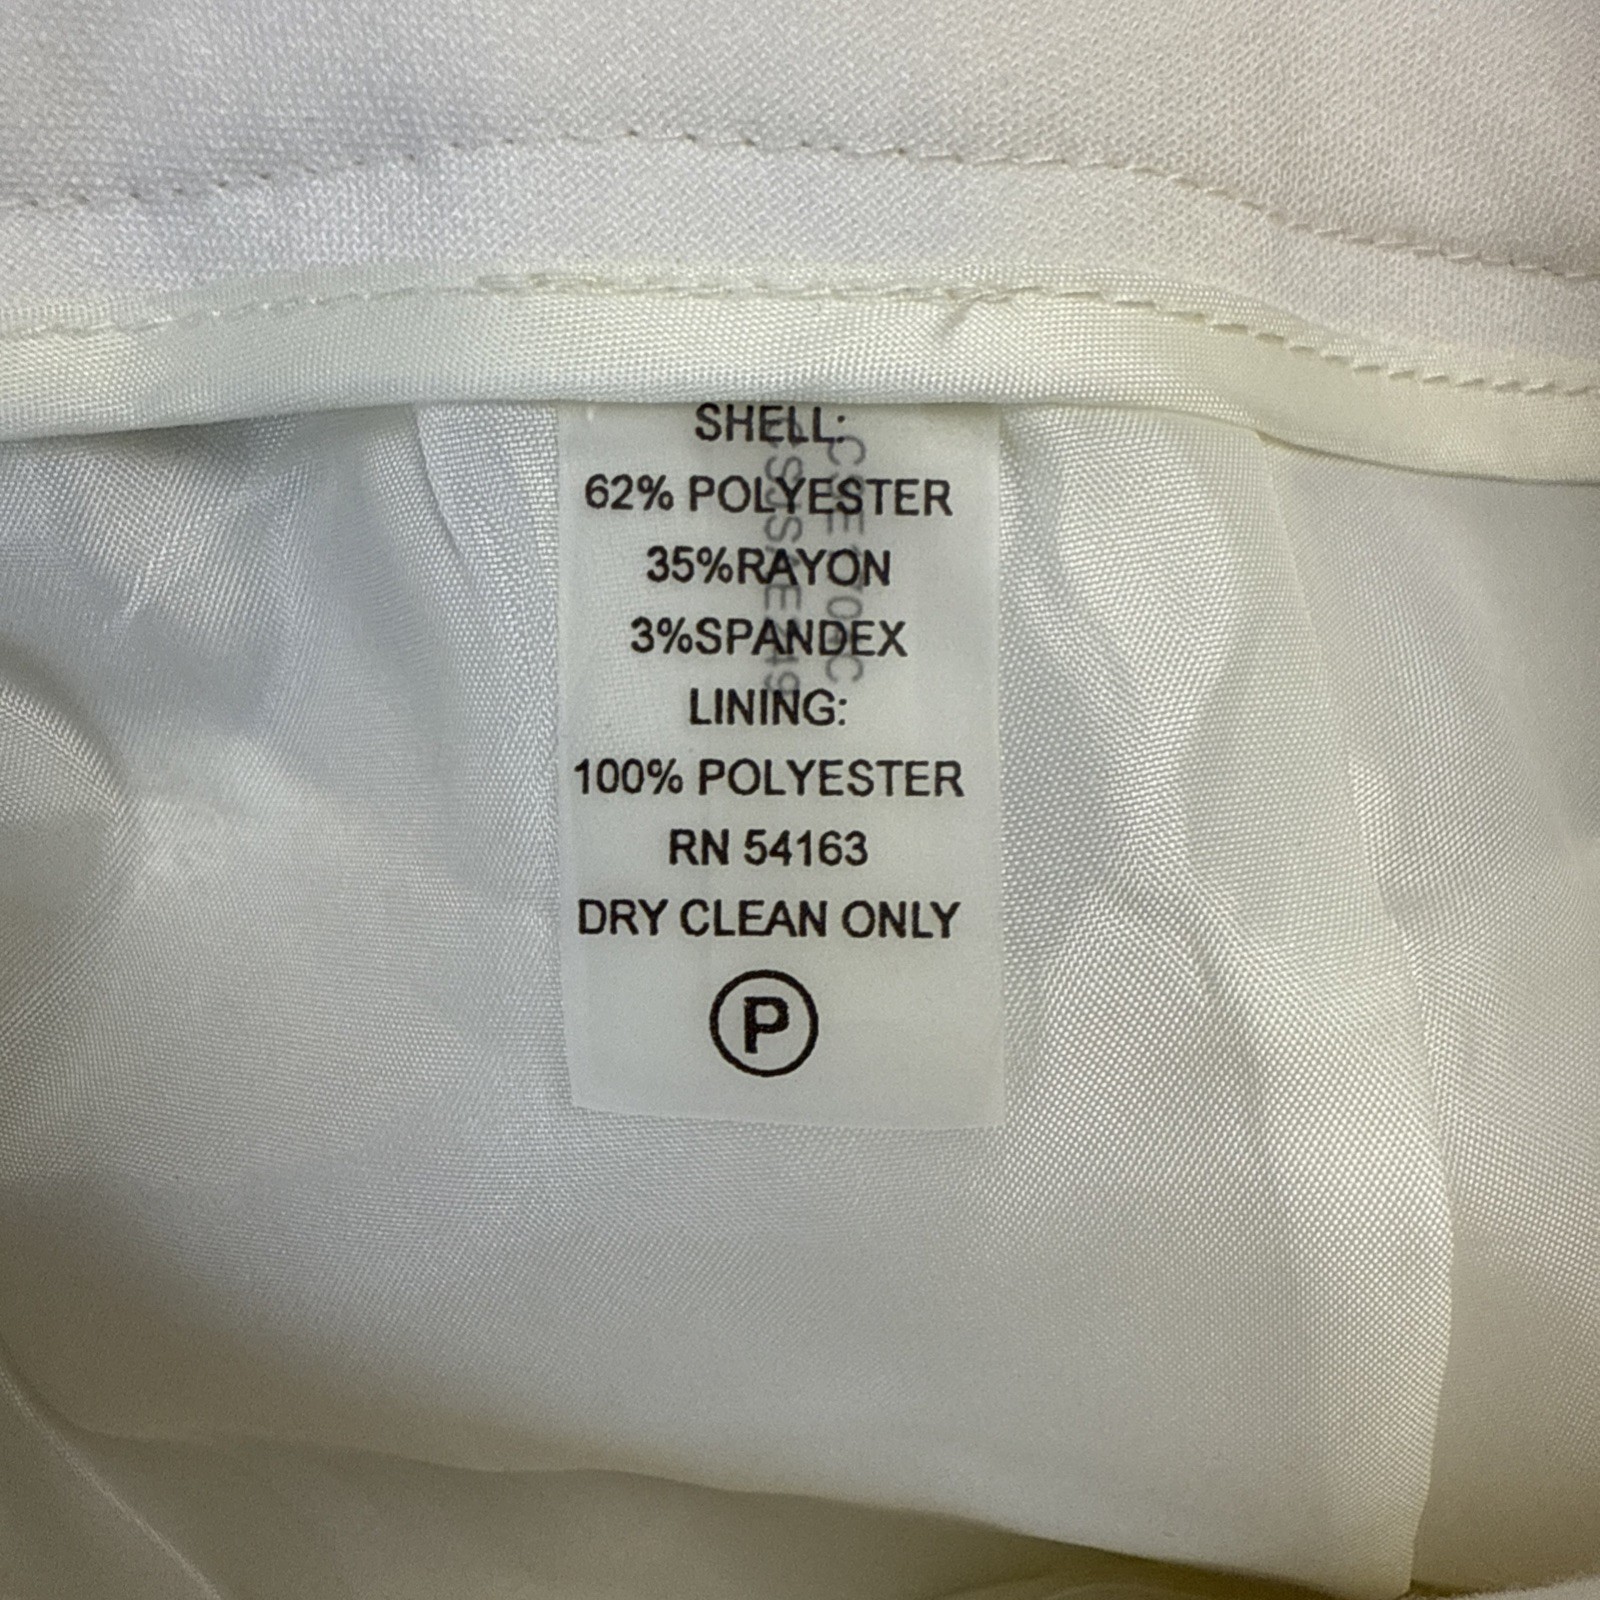 SHELL:
62% POLYESTER
35%RAYON
3%SPANDEX
LINING:
100% POLYESTER
RN 54163
DRY CLEAN ONLY
P